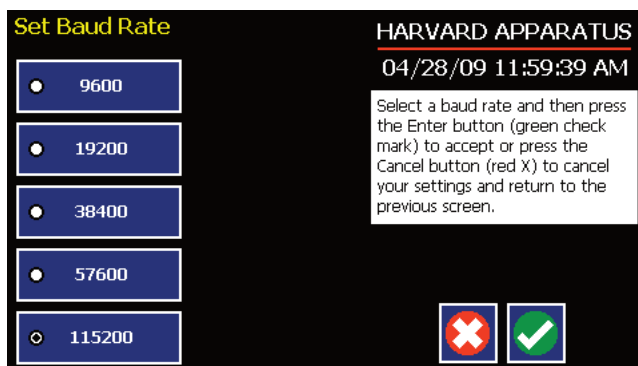 Set Baud Rate
9600
19200
38400
57600
115200
HARVARD APPARATUS
04/28/09 11:59:39 AM
Select a baud rate and then press
the Enter button (green check
mark) to accept or press the
Cancel button (red X) to cancel
your settings and return to the
previous screen.